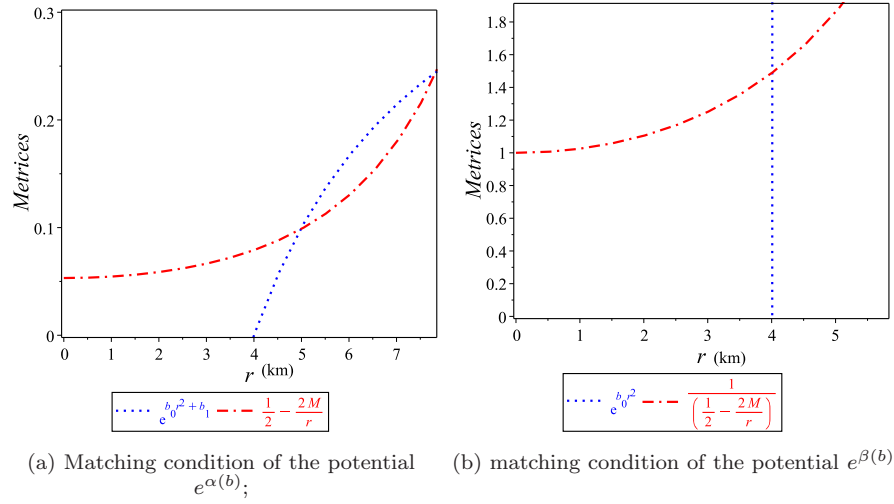 0.3
0.2
0.1
0
Metrices
0 1 2 3 4 5 6 7
r (km)
e^{b_0 r^2 + b_1} 1/2 − 2 M/r
(a) Matching condition of the potential
e^{α(b)};
1.8
1.6
1.4
1.2
1
0.8
0.6
0.4
0.2
0
Metrices
0 1 2 3 4 5
r (km)
e^{b_0 r^2} 1/(1/2 − 2 M/r)
(b) matching condition of the potential e^{β(b)}